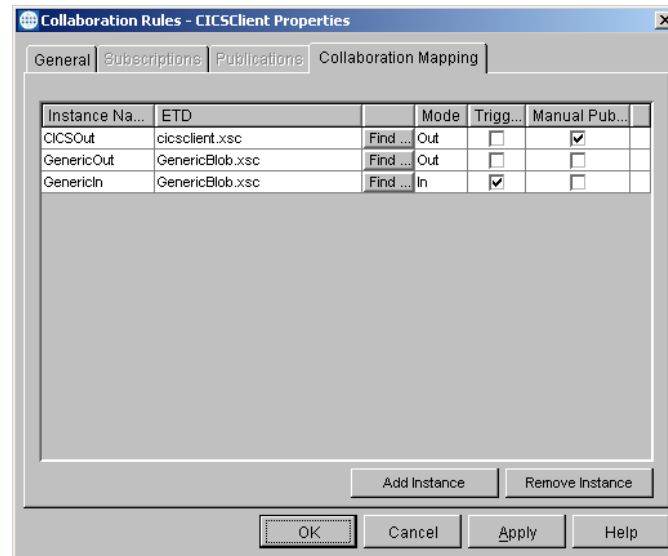 Collaboration Rules - CICSClient Properties
General Subscriptions Publications Collaboration Mapping
Instance Na... ETD Mode Trigg... Manual Pub...
CICSOut cicsclient.xsc Find ... Out
GenericOut GenericBlob.xsc Find ... Out
GenericIn GenericBlob.xsc Find ... In
Add Instance Remove Instance
OK Cancel Apply Help